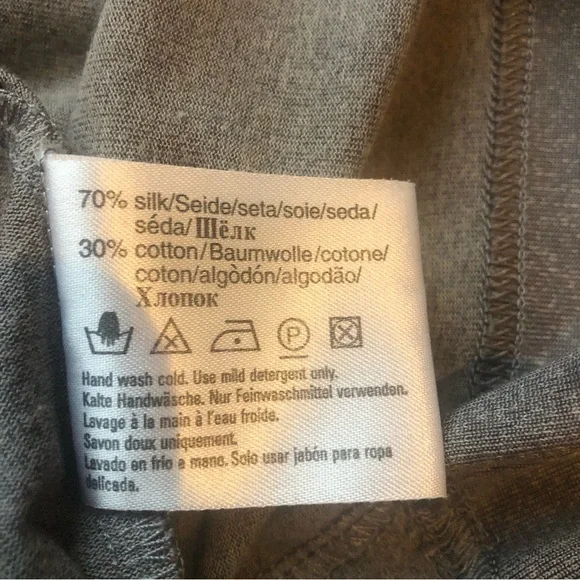 70% silk/Seide/seta/soie/seda/
séda/Шёлк
30% cotton/Baumwolle/cotone/
coton/algòdón/algodão/
Хлопок
P
Hand wash cold. Use mild detergent only.
Kalte Handwäsche. Nur Feinwaschmittel verwenden.
Lavage à la main à l'eau froide.
Savon doux uniquement.
Lavado en frio a mano. Solo usar jabón para ropa
delicada.